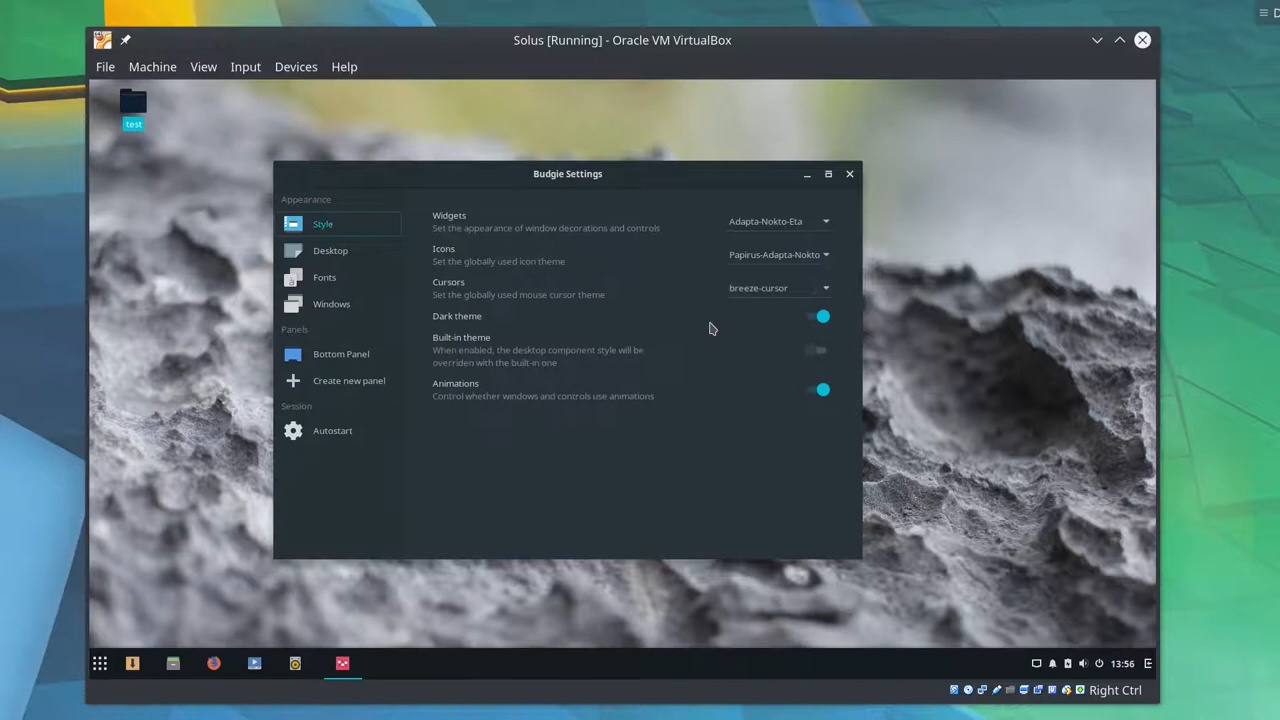 Solus [Running] - Oracle VM VirtualBox
File Machine View Input Devices Help
test
Budgie Settings
Appearance
Style
Desktop
Fonts
Windows
Panels
Bottom Panel
Create new panel
Session
Autostart
Widgets
Set the appearance of window decorations and controls
Adapta-Nokto-Eta
Icons
Set the globally used icon theme
Papirus-Adapta-Nokto
Cursors
Set the globally used mouse cursor theme
breeze-cursor
Dark theme
Built-in theme
When enabled, the desktop component style will be
overriden with the built-in one
Animations
Control whether windows and controls use animations
13:56
Right Ctrl